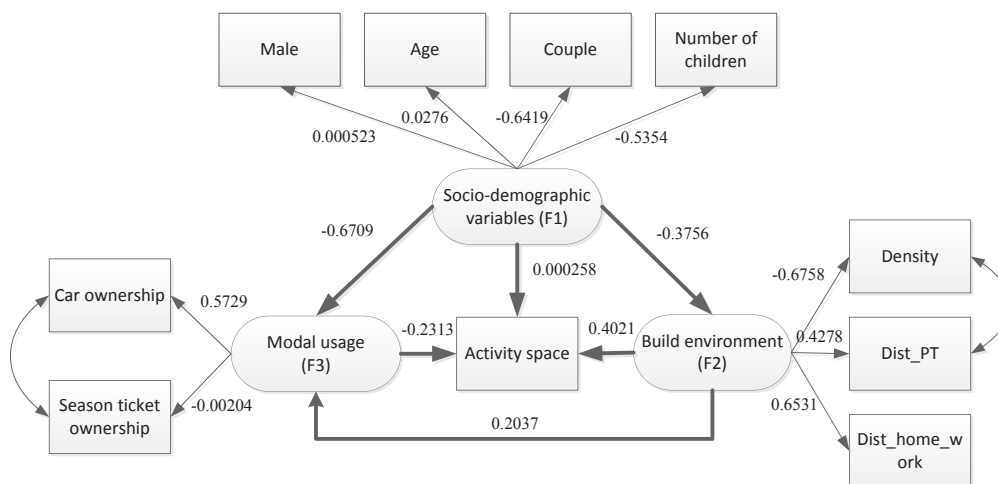 Male
Age
Couple
Number of
children
0.000523
0.0276
-0.6419
-0.5354
Socio-demographic
variables (F1)
-0.6709
0.000258
-0.3756
Car ownership
Season ticket
ownership
0.5729
-0.00204
Modal usage
(F3)
-0.2313
Activity space
0.4021
Build environment
(F2)
0.2037
-0.6758
0.4278
0.6531
Density
Dist_PT
Dist_home_w
ork